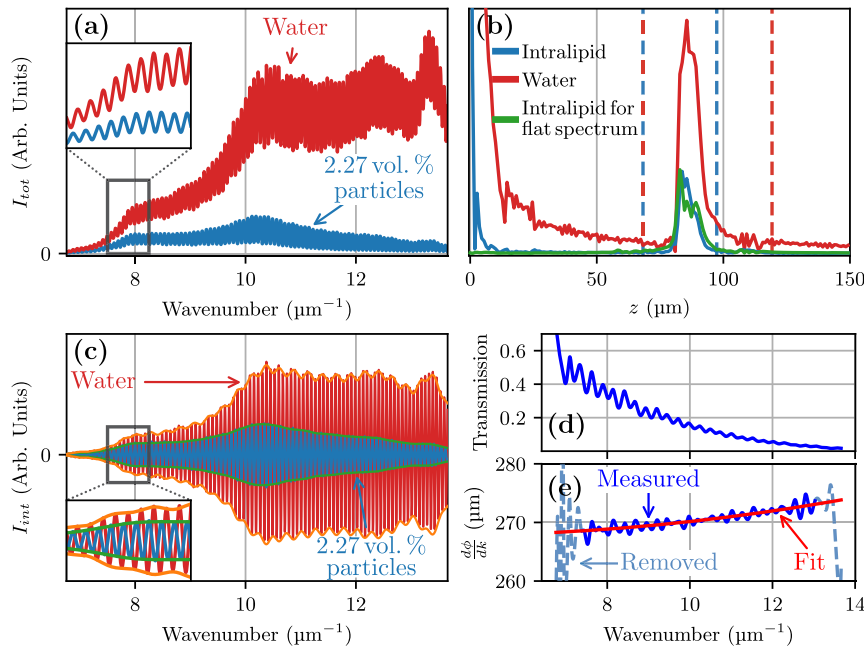 (a)
Water
2.27 vol. %
particles
I_tot (Arb. Units)
0
8
10
12
Wavenumber (µm⁻¹)
(b)
Intralipid
Water
Intralipid for
flat spectrum
0
50
100
150
z (µm)
(c)
Water
2.27 vol. %
particles
I_int (Arb. Units)
0
8
10
12
Wavenumber (µm⁻¹)
(d)
Transmission
0.6
0.4
0.2
(e)
Measured
Removed
Fit
dϕ/dk (µm)
280
270
260
8
10
12
14
Wavenumber (µm⁻¹)